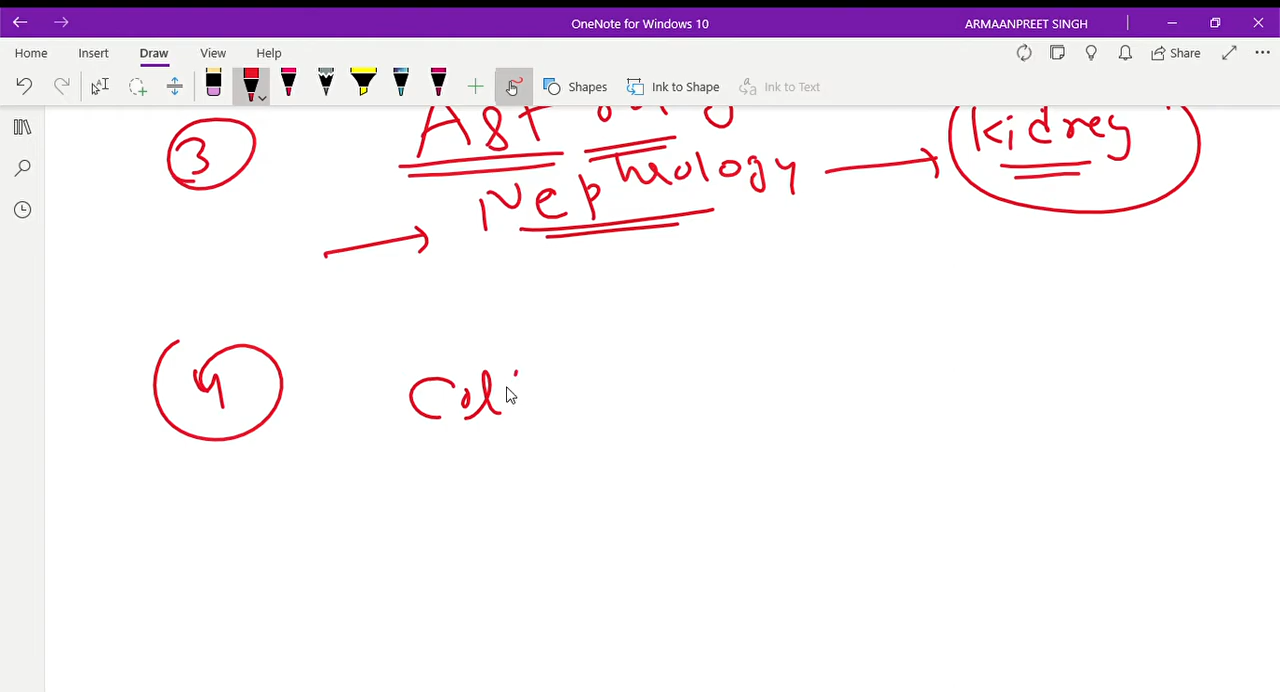 OneNote for Windows 10
ARMAANPREET SINGH
Home Insert Draw View Help
Share
Shapes Ink to Shape Ink to Text
3
kidney
Nephrology
4
Coli